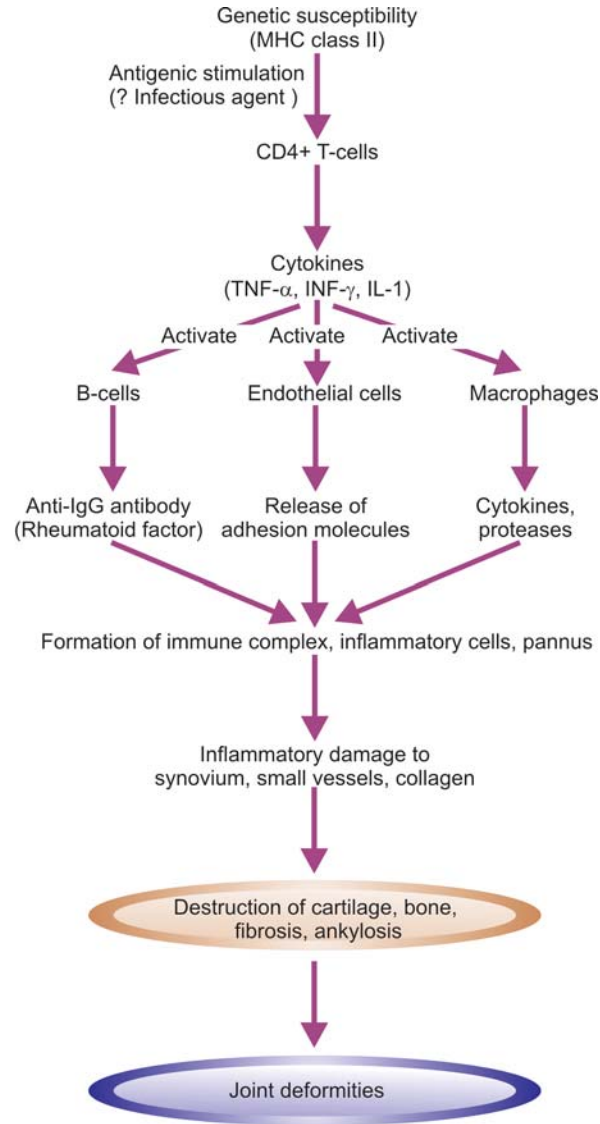 Genetic susceptibility
(MHC class II)
Antigenic stimulation
(? Infectious agent )
CD4+ T-cells
Cytokines
(TNF-α, INF-γ, IL-1)
Activate Activate Activate
B-cells Endothelial cells Macrophages
Anti-IgG antibody Release of Cytokines,
(Rheumatoid factor) adhesion molecules proteases
Formation of immune complex, inflammatory cells, pannus
Inflammatory damage to
synovium, small vessels, collagen
Destruction of cartilage, bone,
fibrosis, ankylosis
Joint deformities